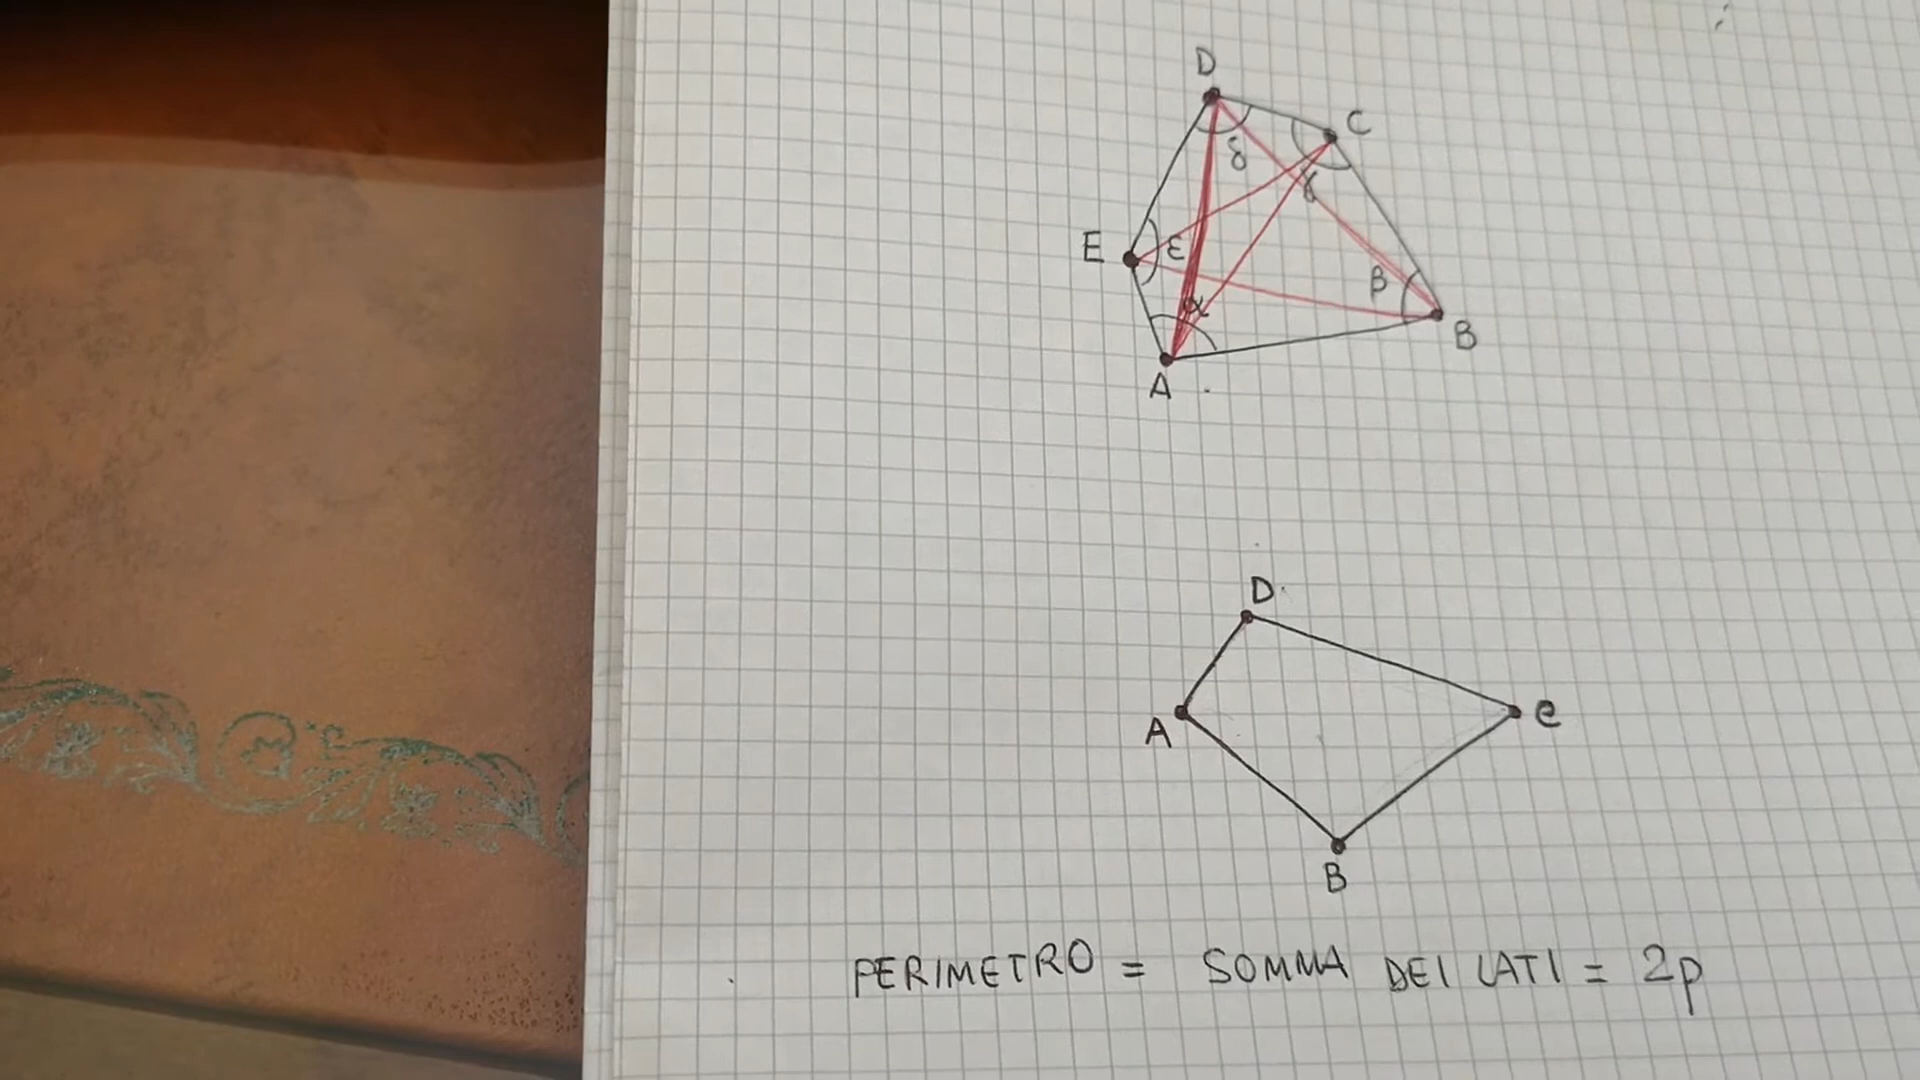 D
C
δ
γ
E
ε
β
α
B
A
D
A
C
B
PERIMETRO = SOMMA DEI LATI = 2p